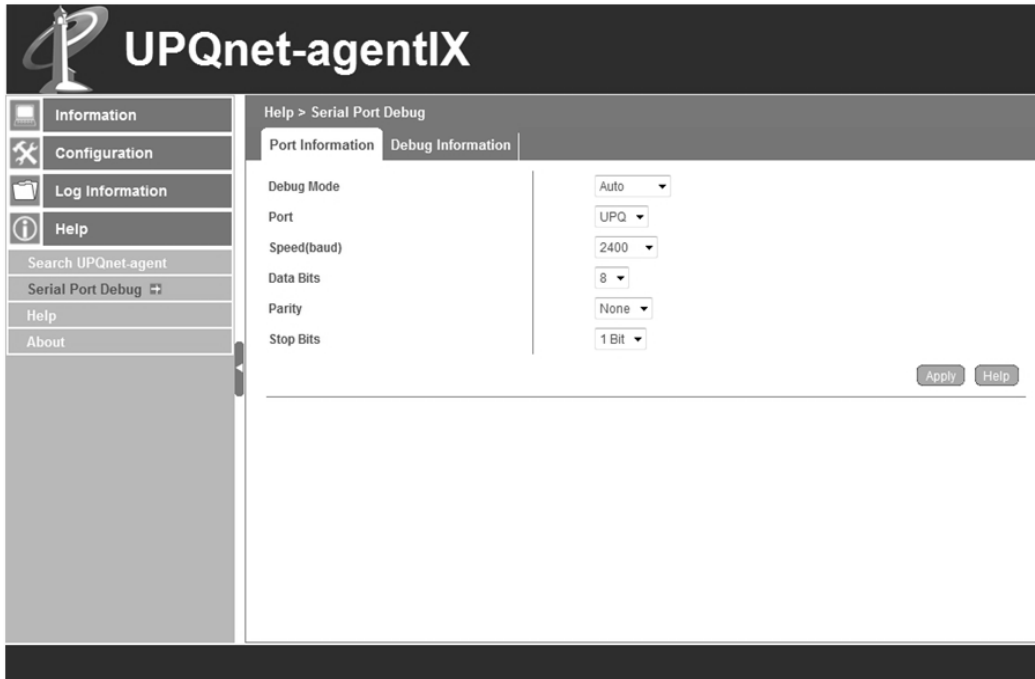 UPQnet-agentIX
Information
Configuration
Log Information
Help
Search UPQnet-agent
Serial Port Debug
Help
About
Help > Serial Port Debug
Port Information
Debug Information
Debug Mode Auto
Port UPQ
Speed(baud) 2400
Data Bits 8
Parity None
Stop Bits 1 Bit
Apply Help